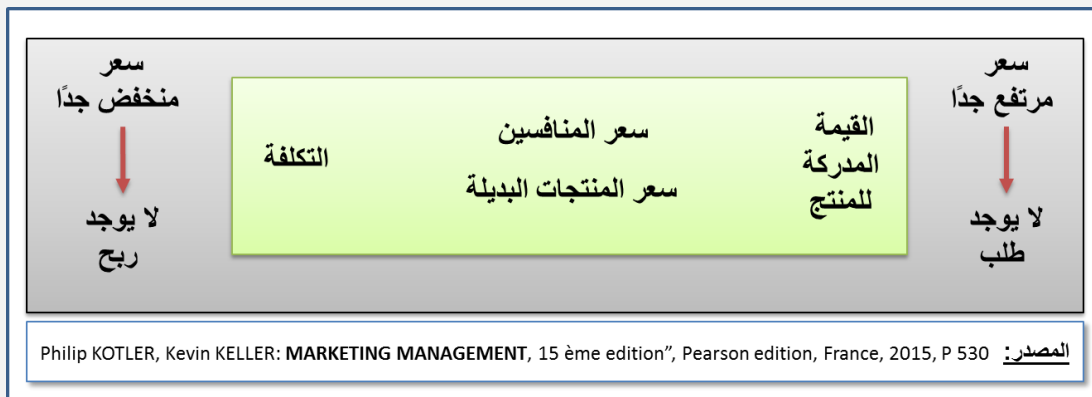 سعر
مرتفع جدًا
لا يوجد
طلب
القيمة
المدركة
للمنتج
سعر المنافسين
سعر المنتجات البديلة
التكلفة
سعر
منخفض جدًا
لا يوجد
ربح
المصدر: Philip KOTLER, Kevin KELLER: MARKETING MANAGEMENT, 15 ème edition”, Pearson edition, France, 2015, P 530